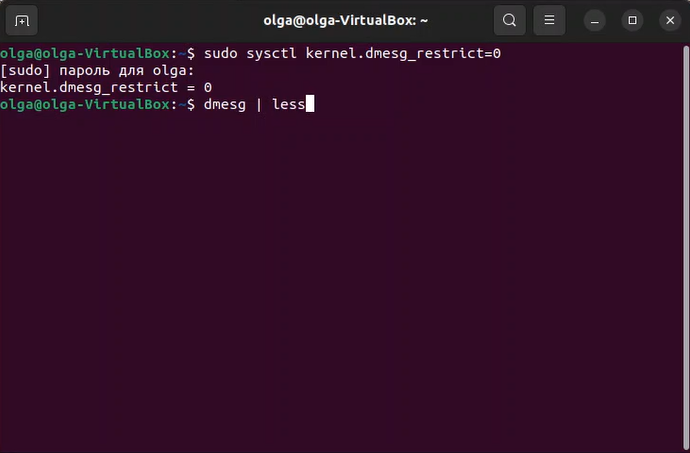 olga@olga-VirtualBox: ~
olga@olga-VirtualBox:~$ sudo sysctl kernel.dmesg_restrict=0
[sudo] пароль для olga:
kernel.dmesg_restrict = 0
olga@olga-VirtualBox:~$ dmesg | less